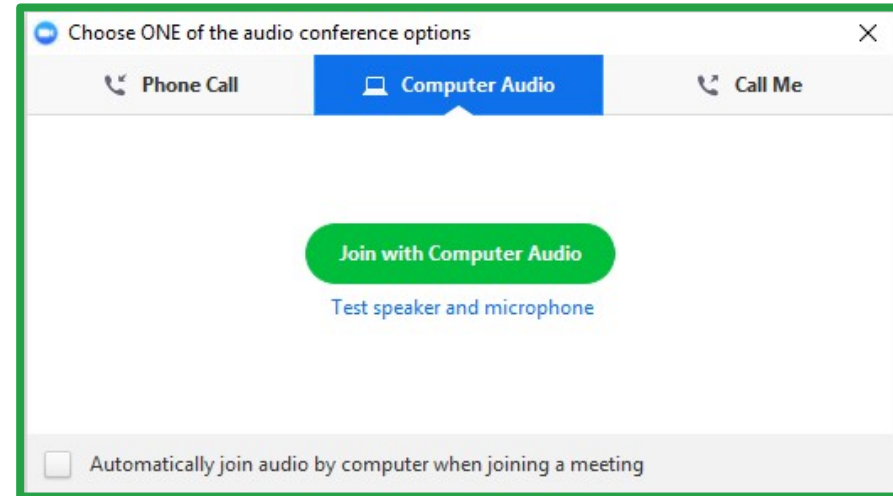 Choose ONE of the audio conference options
Phone Call
Computer Audio
Call Me
Join with Computer Audio
Test speaker and microphone
Automatically join audio by computer when joining a meeting